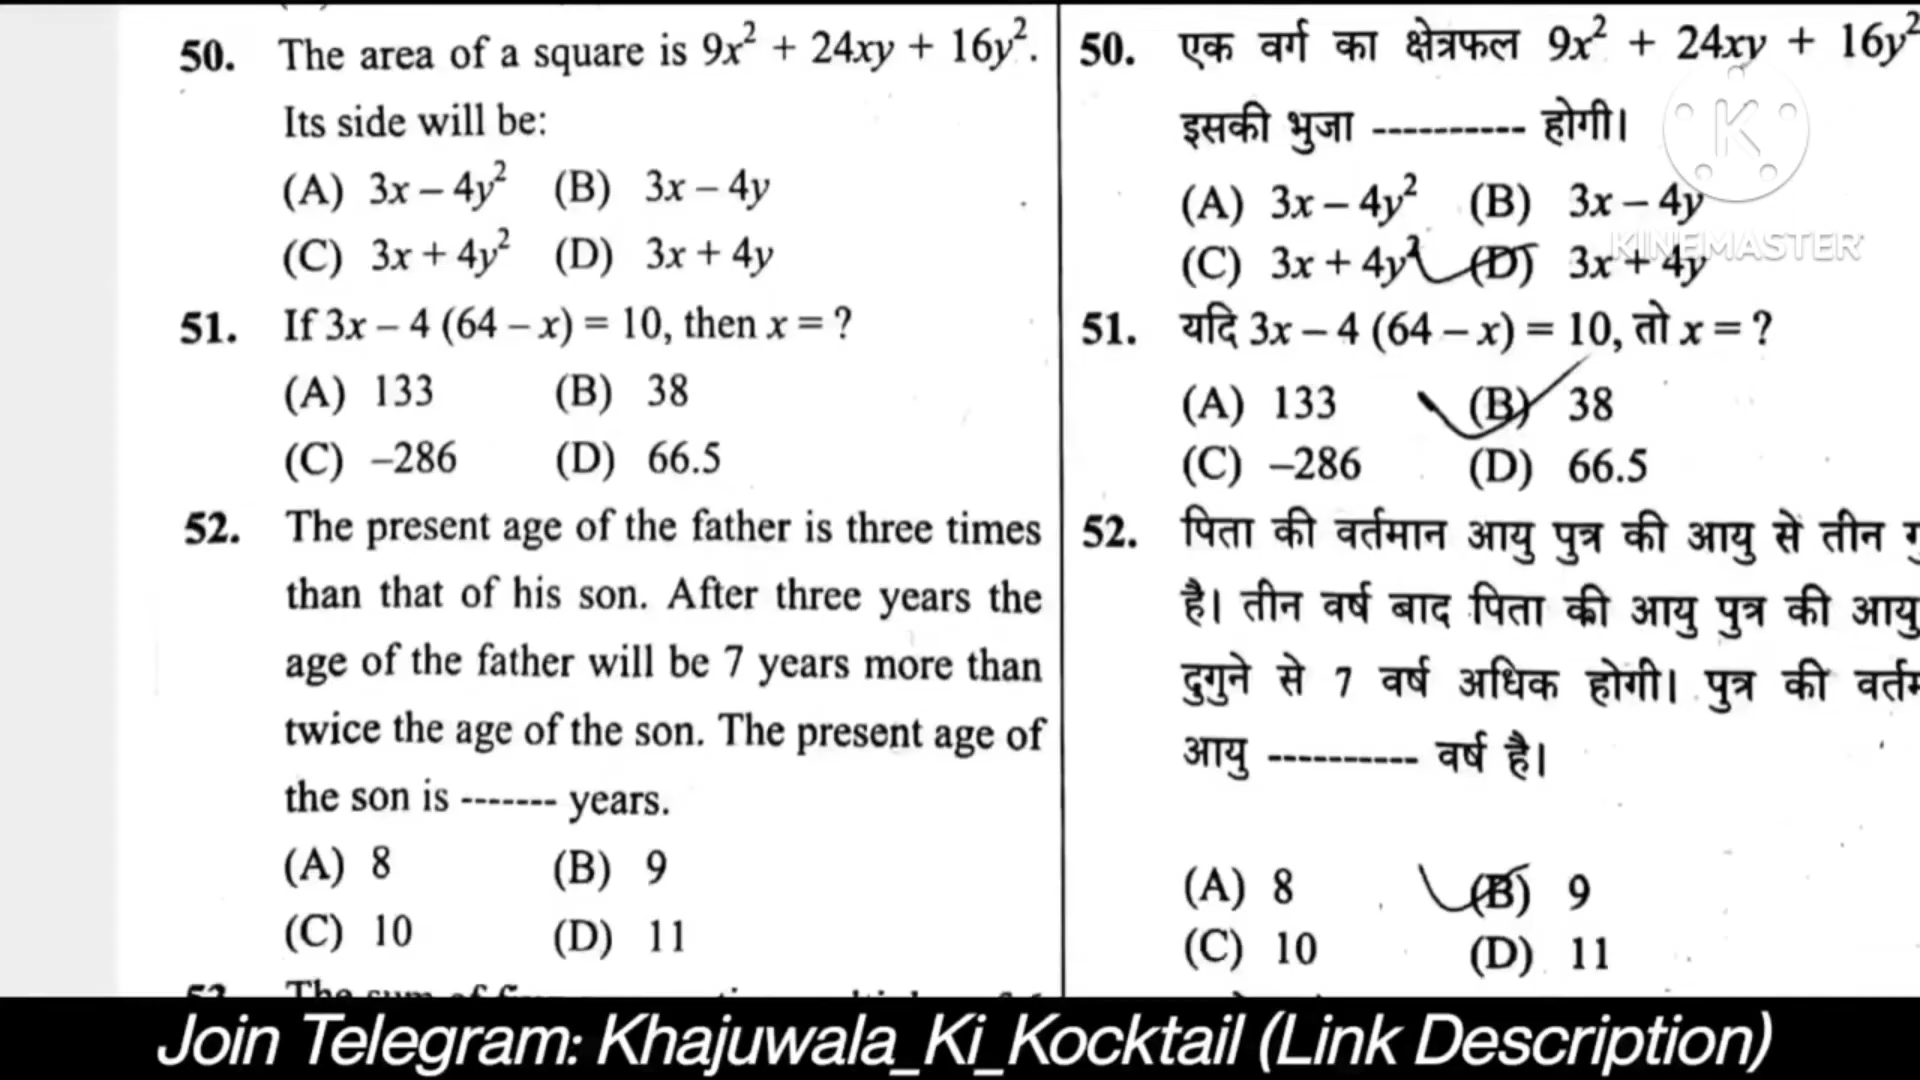 50. The area of a square is 9x² + 24xy + 16y².
Its side will be:
(A) 3x – 4y² (B) 3x – 4y
(C) 3x + 4y² (D) 3x + 4y
51. If 3x – 4 (64 – x) = 10, then x = ?
(A) 133 (B) 38
(C) –286 (D) 66.5
52. The present age of the father is three times
than that of his son. After three years the
age of the father will be 7 years more than
twice the age of the son. The present age of
the son is ------- years.
(A) 8 (B) 9
(C) 10 (D) 11
50. एक वर्ग का क्षेत्रफल 9x² + 24xy + 16y²
इसकी भुजा ---------- होगी।
(A) 3x – 4y² (B) 3x – 4y
(C) 3x + 4y² (D) 3x + 4y
51. यदि 3x – 4 (64 – x) = 10, तो x = ?
(A) 133 (B) 38
(C) –286 (D) 66.5
52. पिता की वर्तमान आयु पुत्र की आयु से तीन
है। तीन वर्ष बाद पिता की आयु पुत्र की आयु
दुगुने से 7 वर्ष अधिक होगी। पुत्र की
आयु ---------- वर्ष है।
(A) 8 (B) 9
(C) 10 (D) 11
K
KINEMASTER
Join Telegram: Khajuwala_Ki_Kocktail (Link Description)